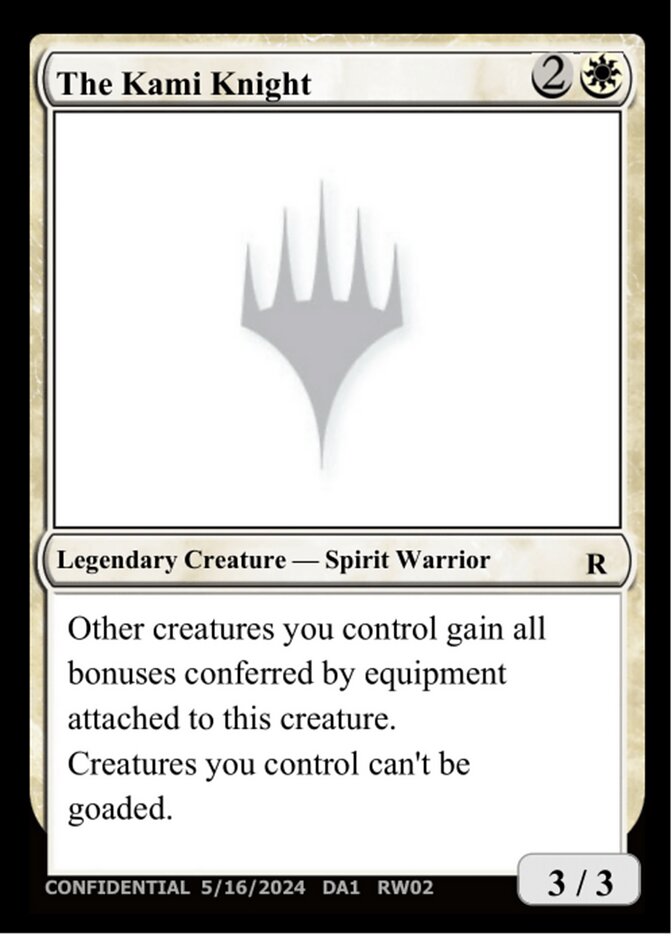 The Kami Knight 2
Legendary Creature — Spirit Warrior R
Other creatures you control gain all
bonuses conferred by equipment
attached to this creature.
Creatures you control can't be
goaded.
CONFIDENTIAL 5/16/2024 DA1 RW02
3 / 3